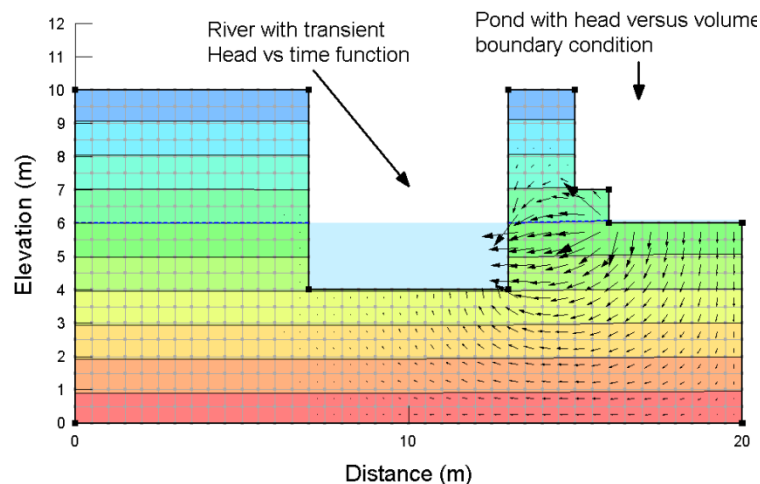 River with transient
Head vs time function
Pond with head versus volume
boundary condition
12
11
10
9
8
7
6
5
4
3
2
1
0
Elevation (m)
0
10
20
Distance (m)